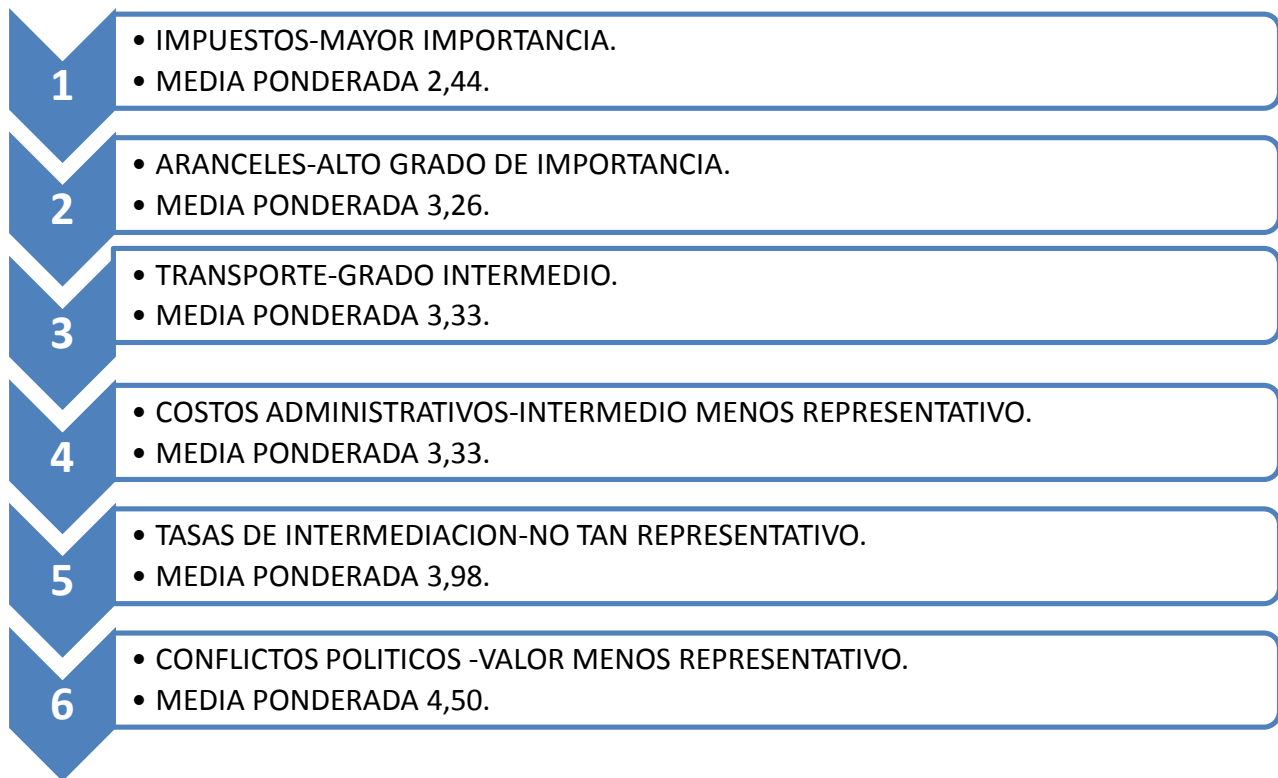 1
• IMPUESTOS-MAYOR IMPORTANCIA.
• MEDIA PONDERADA 2,44.
2
• ARANCELES-ALTO GRADO DE IMPORTANCIA.
• MEDIA PONDERADA 3,26.
3
• TRANSPORTE-GRADO INTERMEDIO.
• MEDIA PONDERADA 3,33.
4
• COSTOS ADMINISTRATIVOS-INTERMEDIO MENOS REPRESENTATIVO.
• MEDIA PONDERADA 3,33.
5
• TASAS DE INTERMEDIACION-NO TAN REPRESENTATIVO.
• MEDIA PONDERADA 3,98.
6
• CONFLICTOS POLITICOS -VALOR MENOS REPRESENTATIVO.
• MEDIA PONDERADA 4,50.